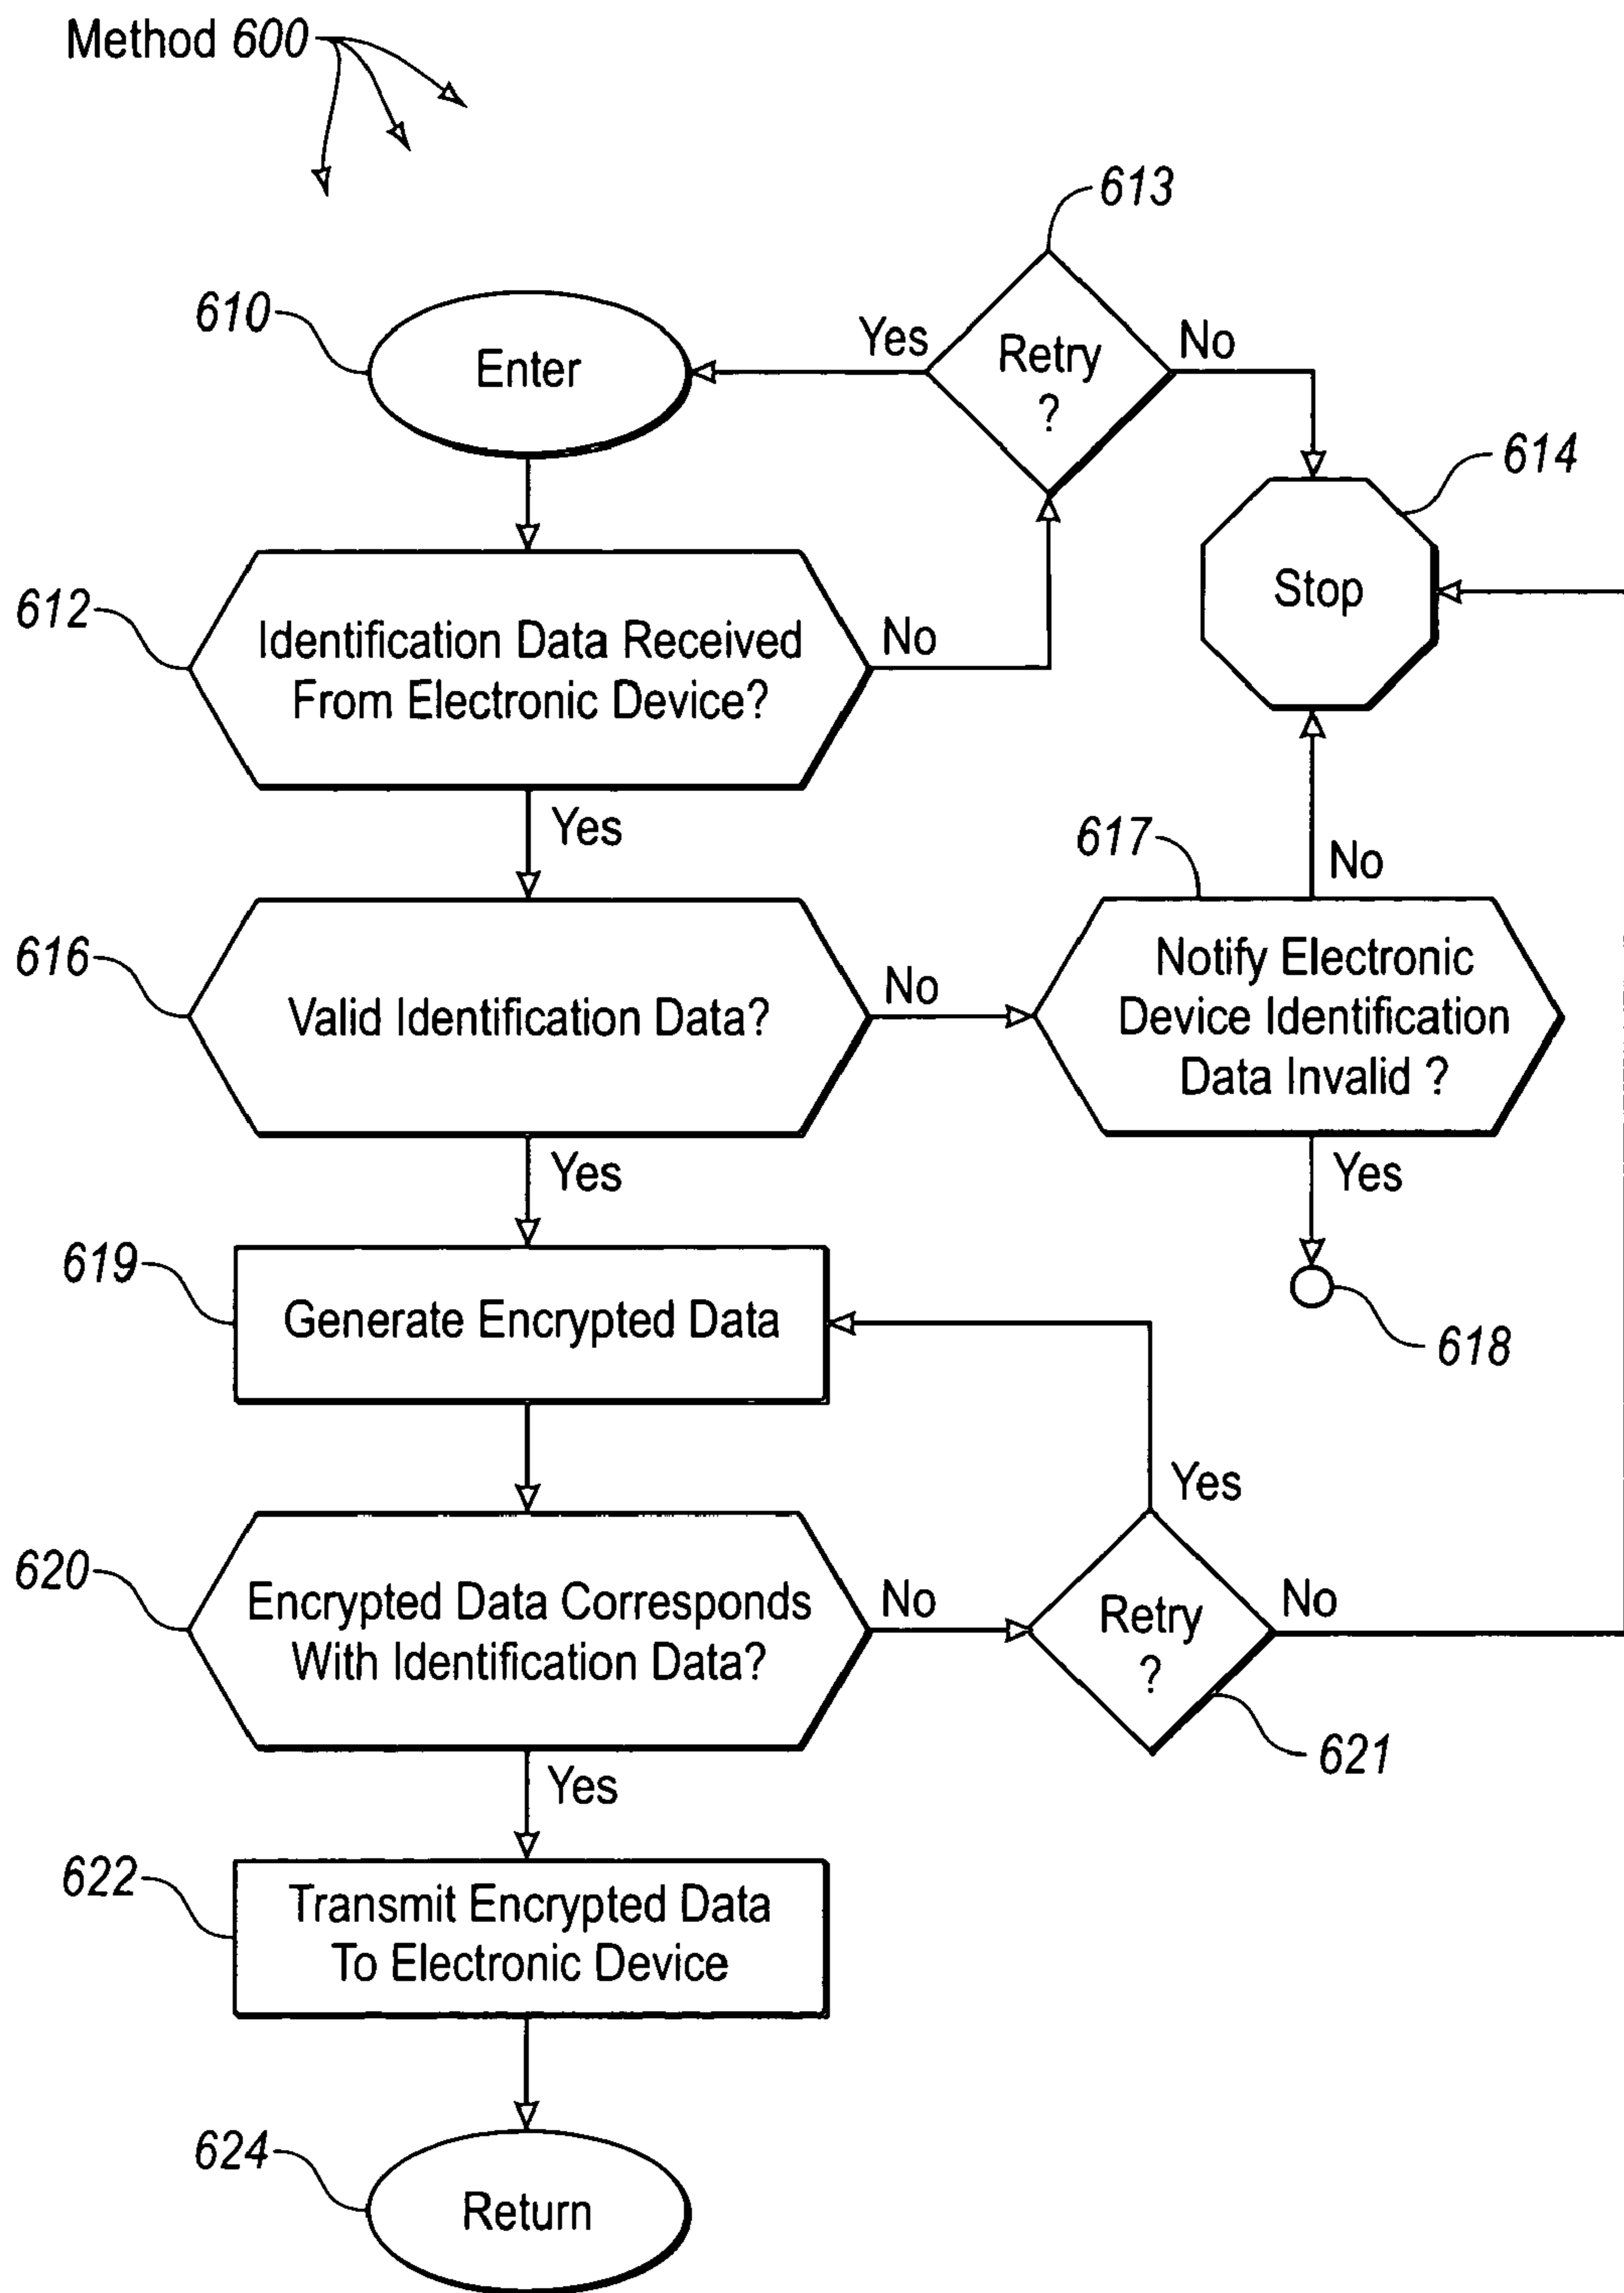 Method 600
613
610
Enter
Yes
Retry
?
No
614
Stop
612
Identification Data Received
From Electronic Device?
No
Yes
617
No
616
Valid Identification Data?
No
Notify Electronic
Device Identification
Data Invalid ?
Yes
Yes
619
Generate Encrypted Data
618
Yes
620
Encrypted Data Corresponds
With Identification Data?
No
Retry
?
No
621
Yes
622
Transmit Encrypted Data
To Electronic Device
624
Return